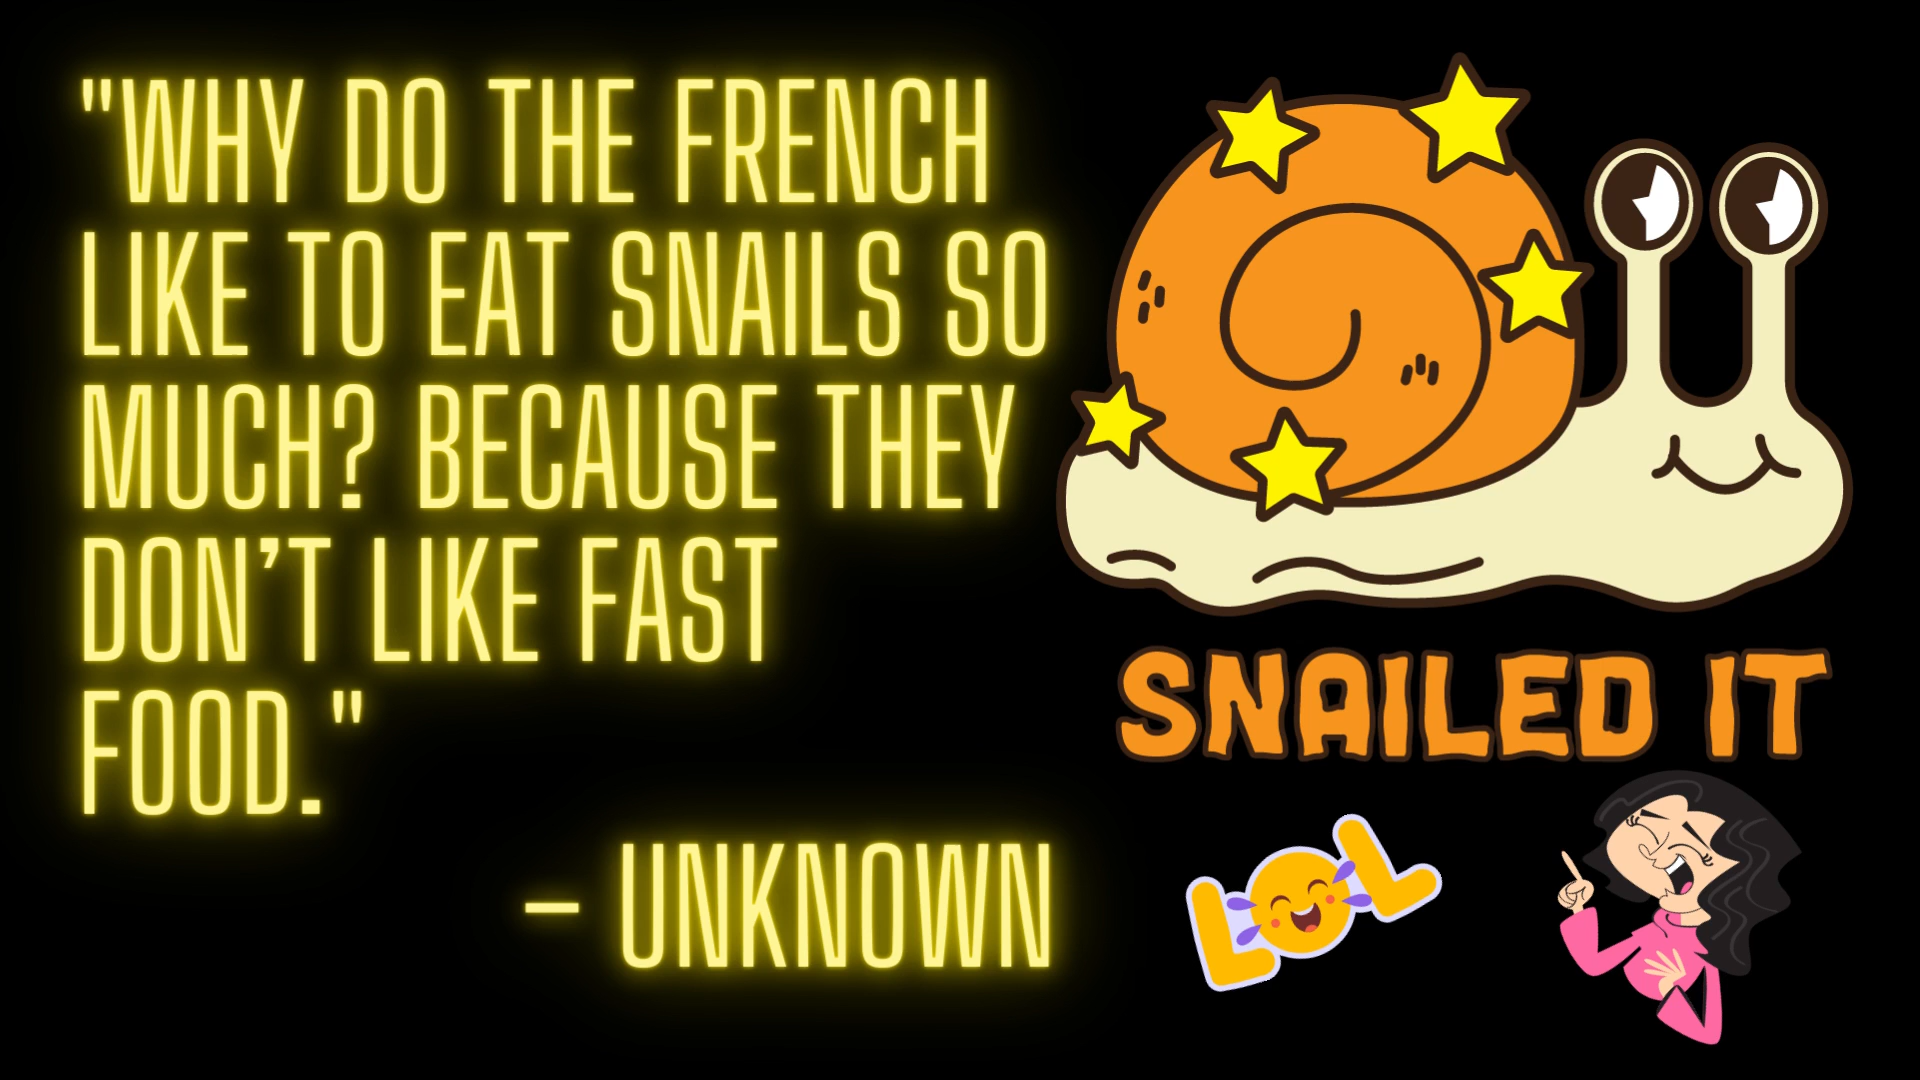 "WHY DO THE FRENCH
LIKE TO EAT SNAILS SO
MUCH? BECAUSE THEY
DON’T LIKE FAST
FOOD."
– UNKNOWN
SNAILED IT
LOL